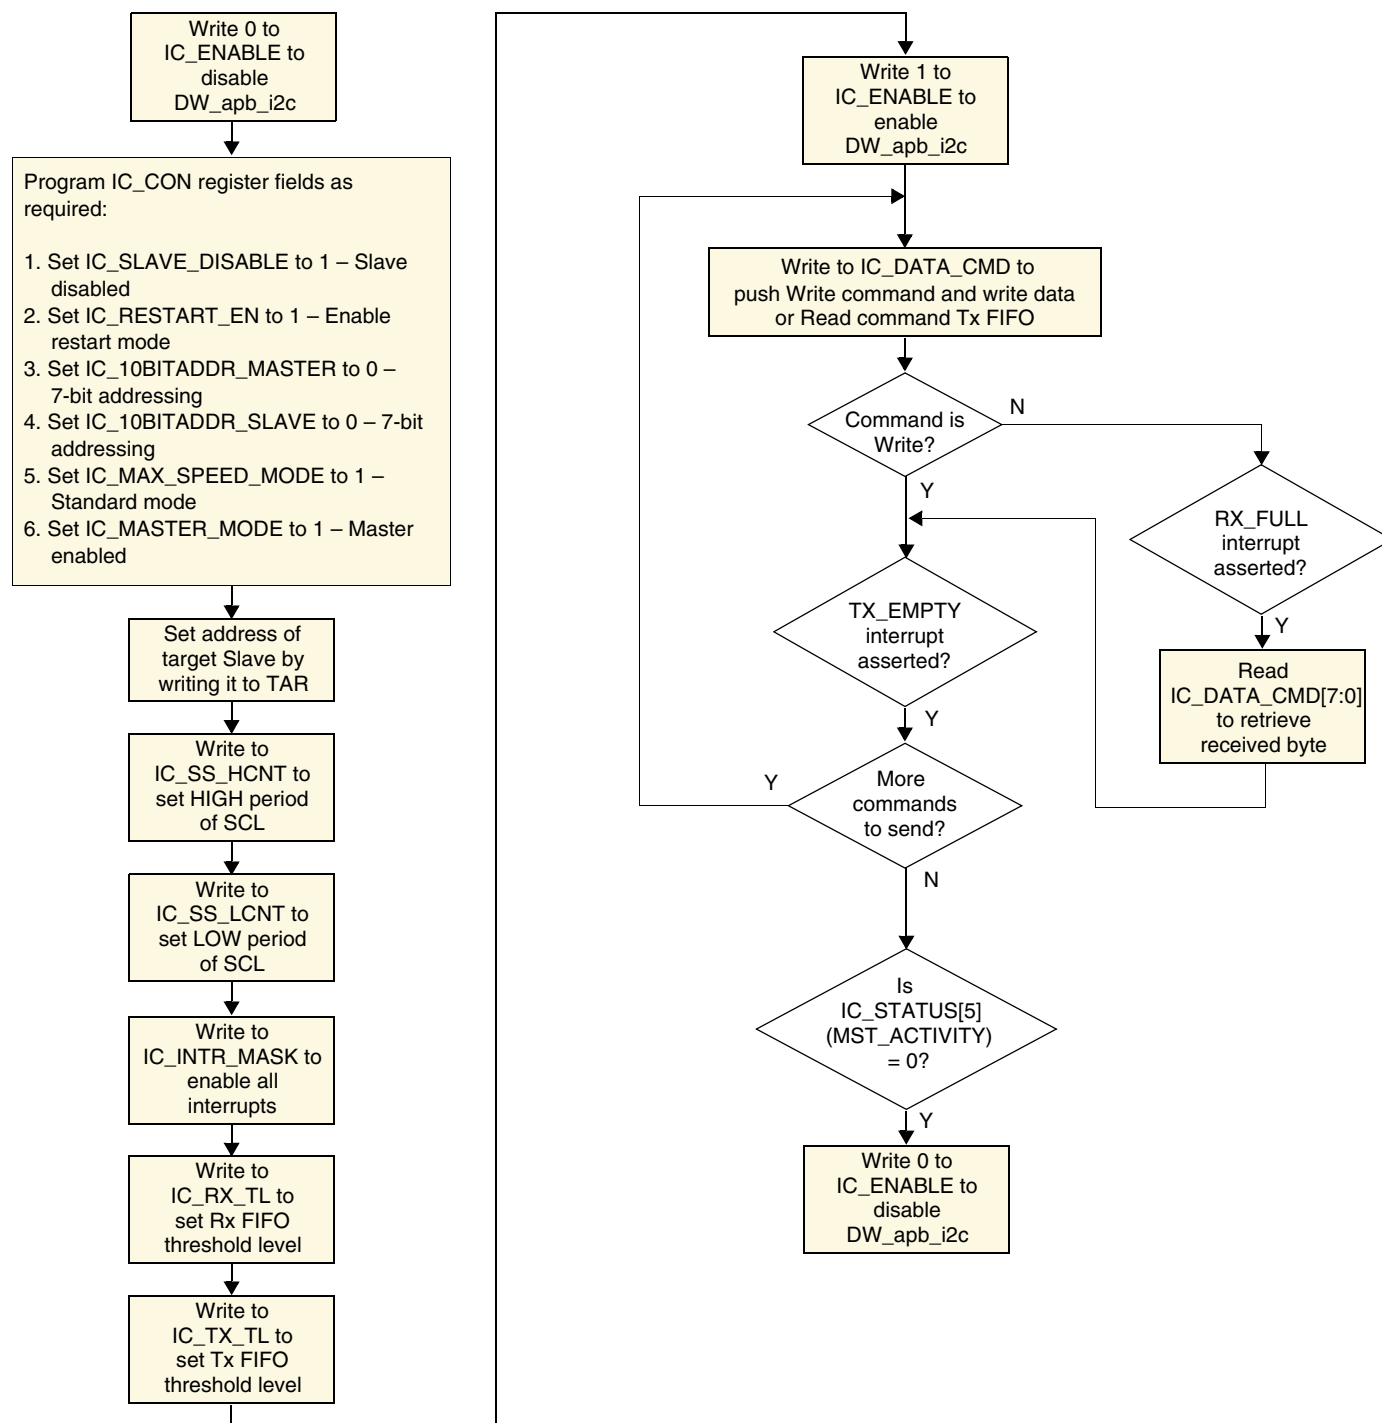 Write 0 to
IC_ENABLE to
disable
DW_apb_i2c
Program IC_CON register fields as
required:
1. Set IC_SLAVE_DISABLE to 1 – Slave
disabled
2. Set IC_RESTART_EN to 1 – Enable
restart mode
3. Set IC_10BITADDR_MASTER to 0 –
7-bit addressing
4. Set IC_10BITADDR_SLAVE to 0 – 7-bit
addressing
5. Set IC_MAX_SPEED_MODE to 1 –
Standard mode
6. Set IC_MASTER_MODE to 1 – Master
enabled
Set address of
target Slave by
writing it to TAR
Write to
IC_SS_HCNT to
set HIGH period
of SCL
Write to
IC_SS_LCNT to
set LOW period
of SCL
Write to
IC_INTR_MASK to
enable all
interrupts
Write to
IC_RX_TL to
set Rx FIFO
threshold level
Write to
IC_TX_TL to
set Tx FIFO
threshold level
Write 1 to
IC_ENABLE to
enable
DW_apb_i2c
Write to IC_DATA_CMD to
push Write command and write data
or Read command Tx FIFO
Command is
Write?
N
Y
RX_FULL
interrupt
asserted?
Y
Read
IC_DATA_CMD[7:0]
to retrieve
received byte
TX_EMPTY
interrupt
asserted?
Y
More
commands
to send?
Y
N
Is
IC_STATUS[5]
(MST_ACTIVITY)
= 0?
Y
Write 0 to
IC_ENABLE to
disable
DW_apb_i2c